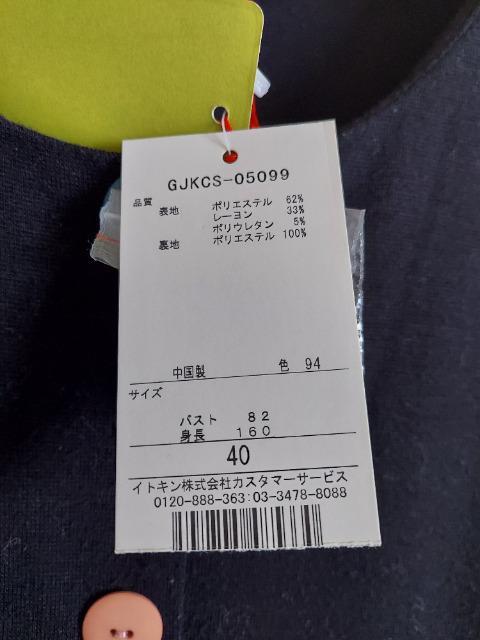 GJKCS-05099
品質
表地 ポリエステル 62%
レーヨン 33%
ポリウレタン 5%
裏地 ポリエステル 100%
中国製 色 94
サイズ
バスト 82
身長 160
40
イトキン株式会社カスタマーサービス
0120-888-363:03-3478-8088